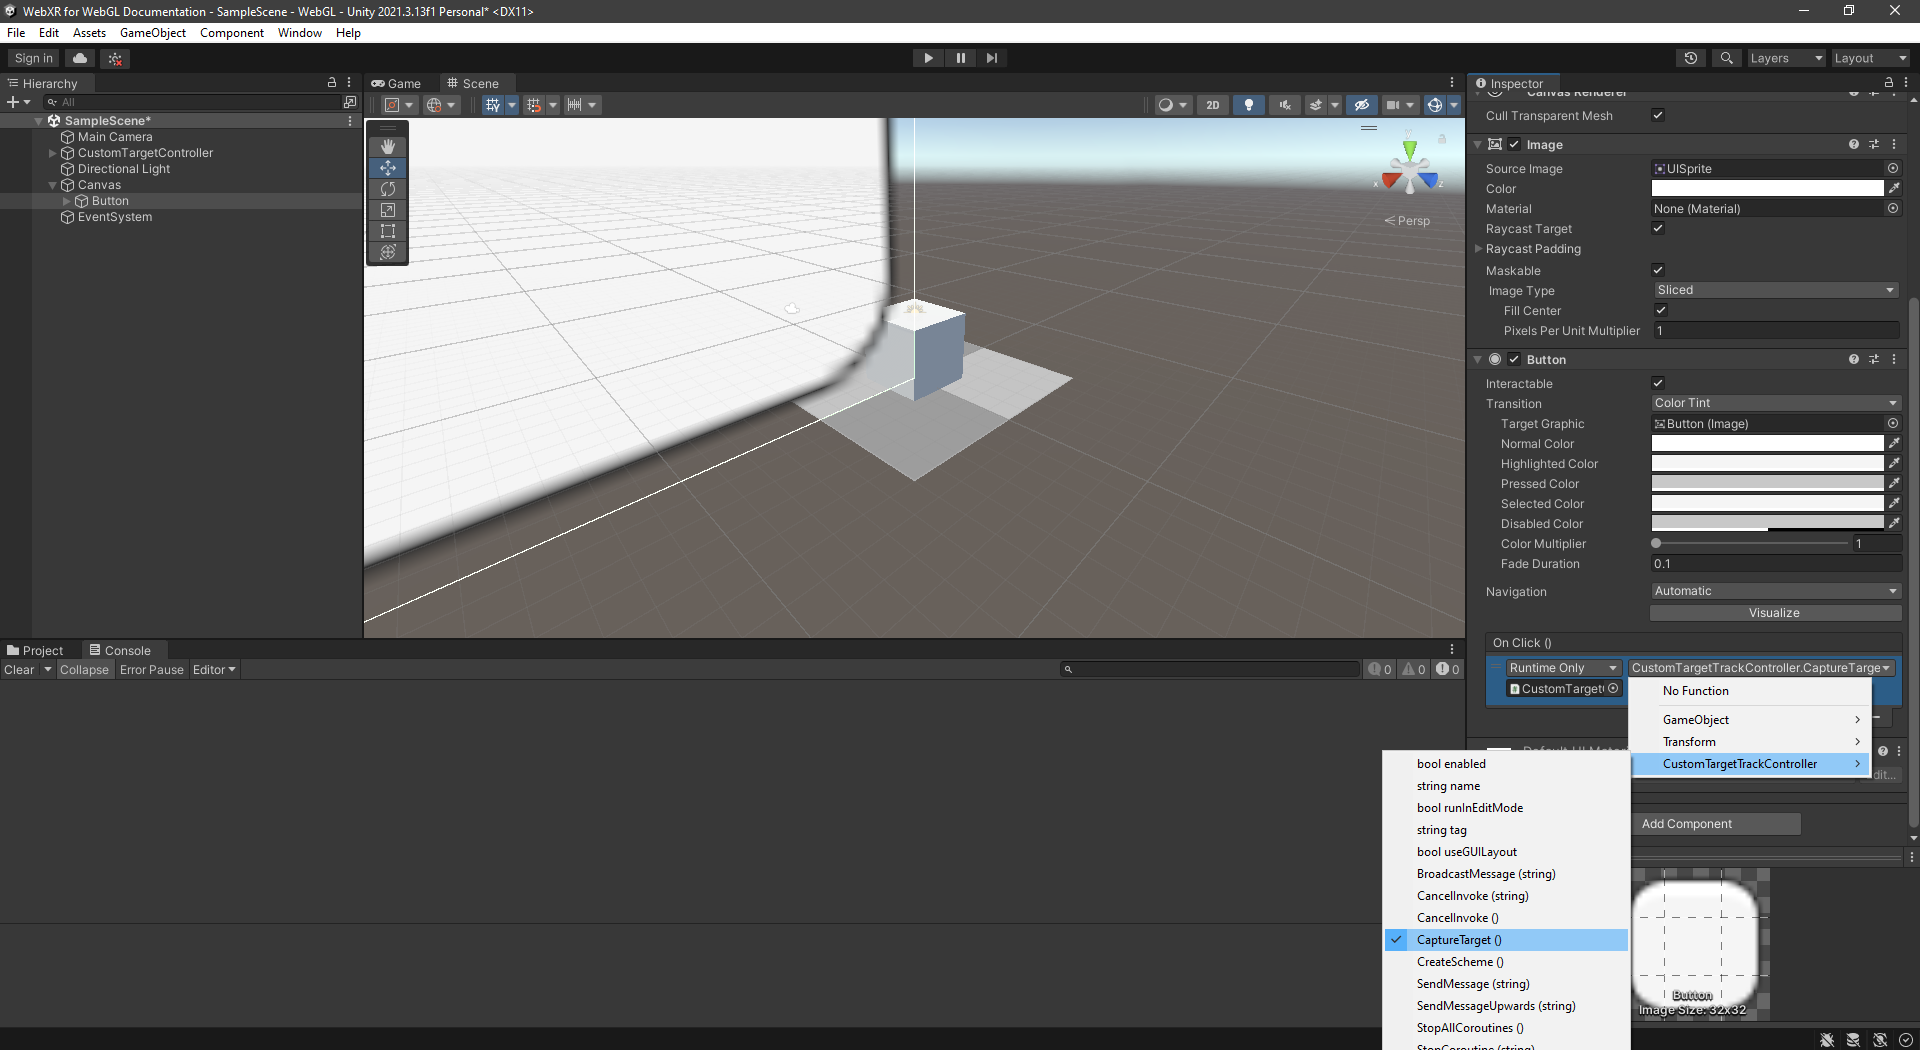 WebXR for WebGL Documentation - SampleScene - WebGL - Unity 2021.3.13f1 Personal* <DX11>
File Edit Assets GameObject Component Window Help
Sign in
Layers
Layout
Hierarchy
All
SampleScene*
Main Camera
CustomTargetController
Directional Light
Canvas
Button
EventSystem
Game
Scene
2D
y
x
z
Persp
Project
Console
Clear
Collapse
Error Pause
Editor
0
0
0
Inspector
Canvas Renderer
Cull Transparent Mesh
Image
Source Image
UISprite
Color
Material
None (Material)
Raycast Target
Raycast Padding
Maskable
Image Type
Sliced
Fill Center
Pixels Per Unit Multiplier
1
Button
Interactable
Transition
Color Tint
Target Graphic
Button (Image)
Normal Color
Highlighted Color
Pressed Color
Selected Color
Disabled Color
Color Multiplier
1
Fade Duration
0.1
Navigation
Automatic
Visualize
On Click ()
Runtime Only
CustomTargetTrackController.CaptureTarge
CustomTarget
No Function
GameObject
Transform
CustomTargetTrackController
bool enabled
string name
bool runInEditMode
string tag
bool useGUILayout
BroadcastMessage (string)
CancelInvoke (string)
CancelInvoke ()
CaptureTarget ()
CreateScheme ()
SendMessage (string)
SendMessageUpwards (string)
StopAllCoroutines ()
StopCoroutine (string)
Add Component
Button
Image Size: 32x32